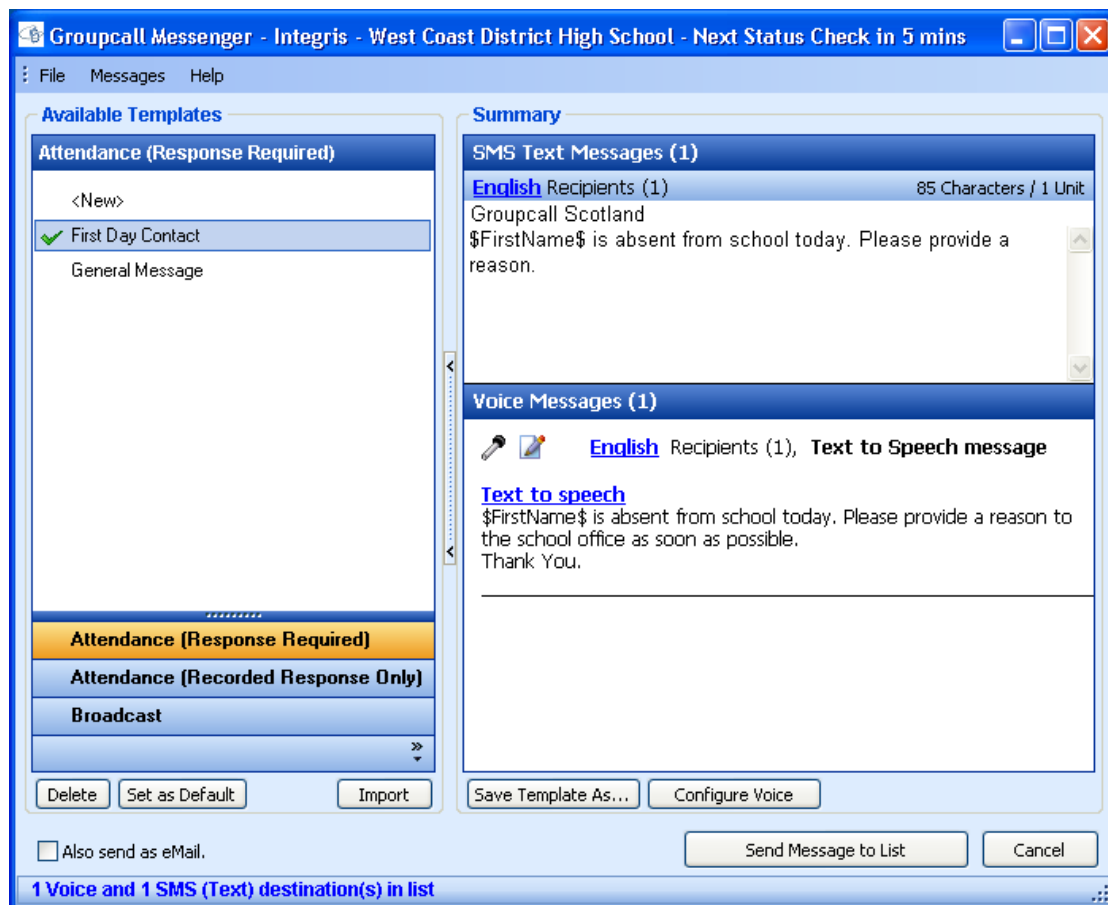 Groupcall Messenger - Integris - West Coast District High School - Next Status Check in 5 mins
File Messages Help
Available Templates
Attendance (Response Required)
<New>
First Day Contact
General Message
Attendance (Response Required)
Attendance (Recorded Response Only)
Broadcast
Delete Set as Default Import
Summary
SMS Text Messages (1)
English Recipients (1) 85 Characters / 1 Unit
Groupcall Scotland
$FirstName$ is absent from school today. Please provide a
reason.
Voice Messages (1)
English Recipients (1), Text to Speech message
Text to speech
$FirstName$ is absent from school today. Please provide a reason to
the school office as soon as possible.
Thank You.
Save Template As... Configure Voice
Also send as eMail.
Send Message to List Cancel
1 Voice and 1 SMS (Text) destination(s) in list